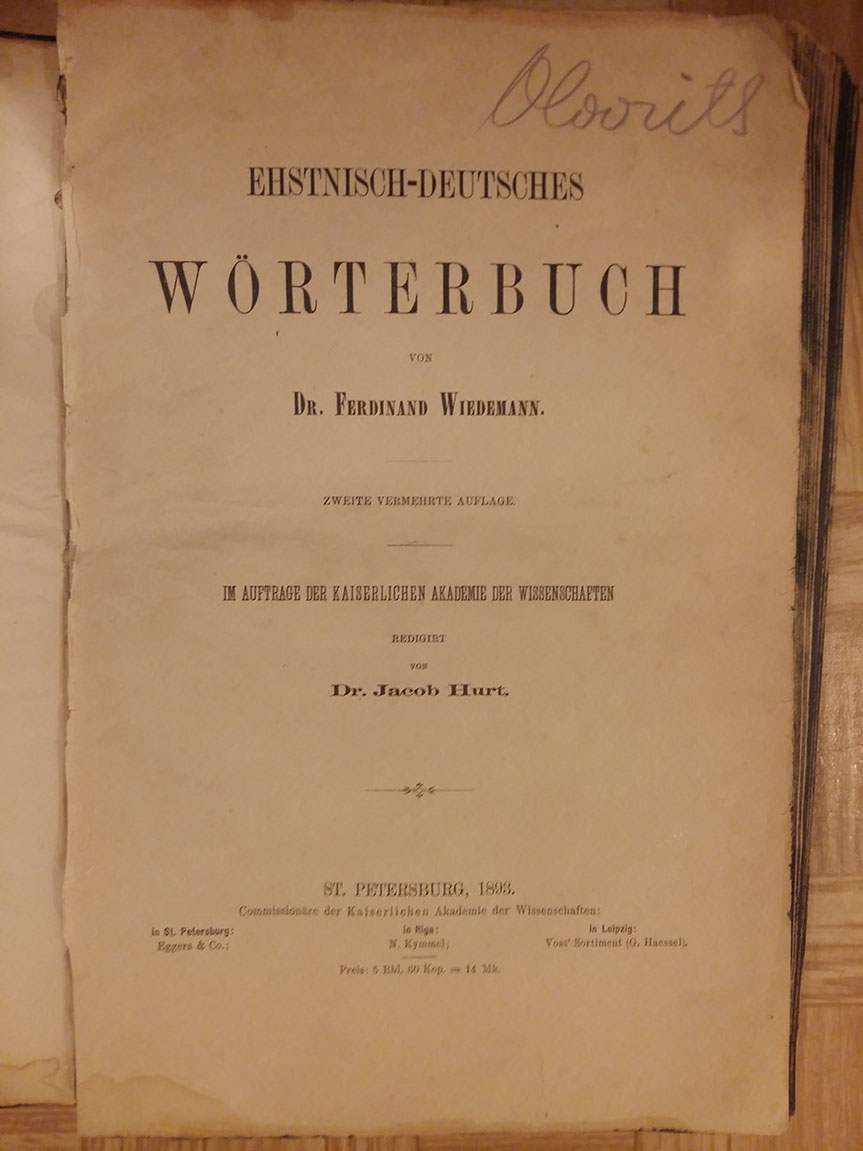 Oloorits
EHSTNISCH-DEUTSCHES
WÖRTERBUCH
VON
DR. FERDINAND WIEDEMANN.
ZWEITE VERMEHRTE AUFLAGE.
IM AUFTRAGE DER KAISERLICHEN AKADEMIE DER WISSENSCHAFTEN
REDIGIRT
VON
Dr. Jacob Hurt.
ST. PETERSBURG, 1893.
Commissionäre der Kaiserlichen Akademie der Wissenschaften:
in St. Petersburg: in Riga: in Leipzig:
Eggers & Co.; N. Kymmel; Voss' Sortiment (G. Haessel).
Preis: 5 Rbl. 60 Kop. = 14 Mk.